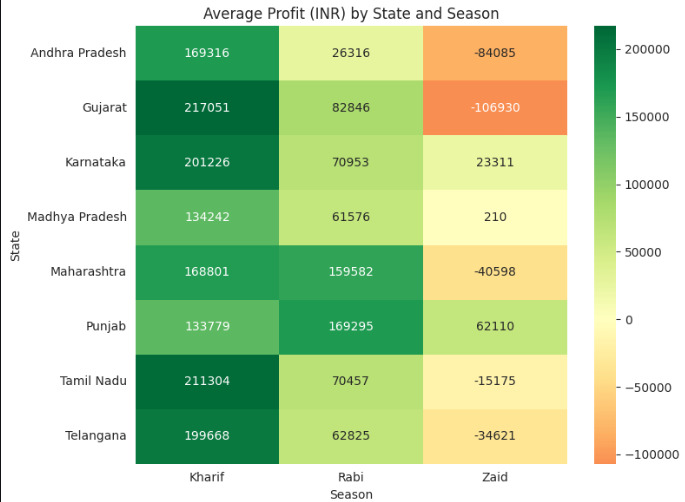 Average Profit (INR) by State and Season
State
Andhra Pradesh 169316 26316 -84085
Gujarat 217051 82846 -106930
Karnataka 201226 70953 23311
Madhya Pradesh 134242 61576 210
Maharashtra 168801 159582 -40598
Punjab 133779 169295 62110
Tamil Nadu 211304 70457 -15175
Telangana 199668 62825 -34621
Kharif Rabi Zaid
Season
200000
150000
100000
50000
0
−50000
−100000